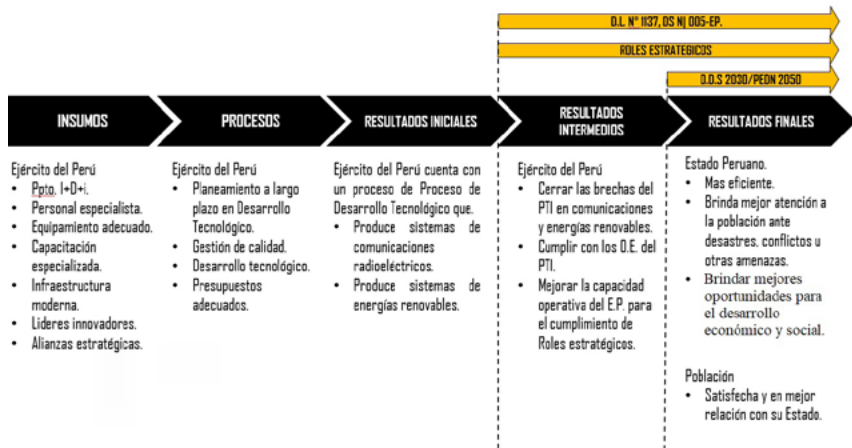 D.L. N° 1137, DS N| 005-EP.
ROLES ESTRATEGICOS
O.D.S 2030/PEDN 2050
INSUMOS
PROCESOS
RESULTADOS INICIALES
RESULTADOS
INTERMEDIOS
RESULTADOS FINALES
Ejército del Perú
• Ppto. I+D+i.
• Personal especialista.
• Equipamiento adecuado.
• Capacitación
especializada.
• Infraestructura
moderna.
• Lideres innovadores.
• Alianzas estratégicas.
Ejército del Perú
• Planeamiento a largo
plazo en Desarrollo
Tecnológico.
• Gestión de calidad.
• Desarrollo tecnológico.
• Presupuestos
adecuados.
Ejército del Perú cuenta con
un proceso de Proceso de
Desarrollo Tecnológico que.
• Produce sistemas de
comunicaciones
radioeléctricos.
• Produce sistemas de
energías renovables.
Ejército del Perú
• Cerrar las brechas del
PTI en comunicaciones
y energías renovables.
• Cumplir con los O.E. del
PTI.
• Mejorar la capacidad
operativa del E.P. para
el cumplimiento de
Roles estratégicos.
Estado Peruano.
• Mas eficiente.
• Brinda mejor atención a
la población ante
desastres, conflictos u
otras amenazas.
• Brindar mejores
oportunidades para
el desarrollo
económico y social.
Población
• Satisfecha y en mejor
relación con su Estado.